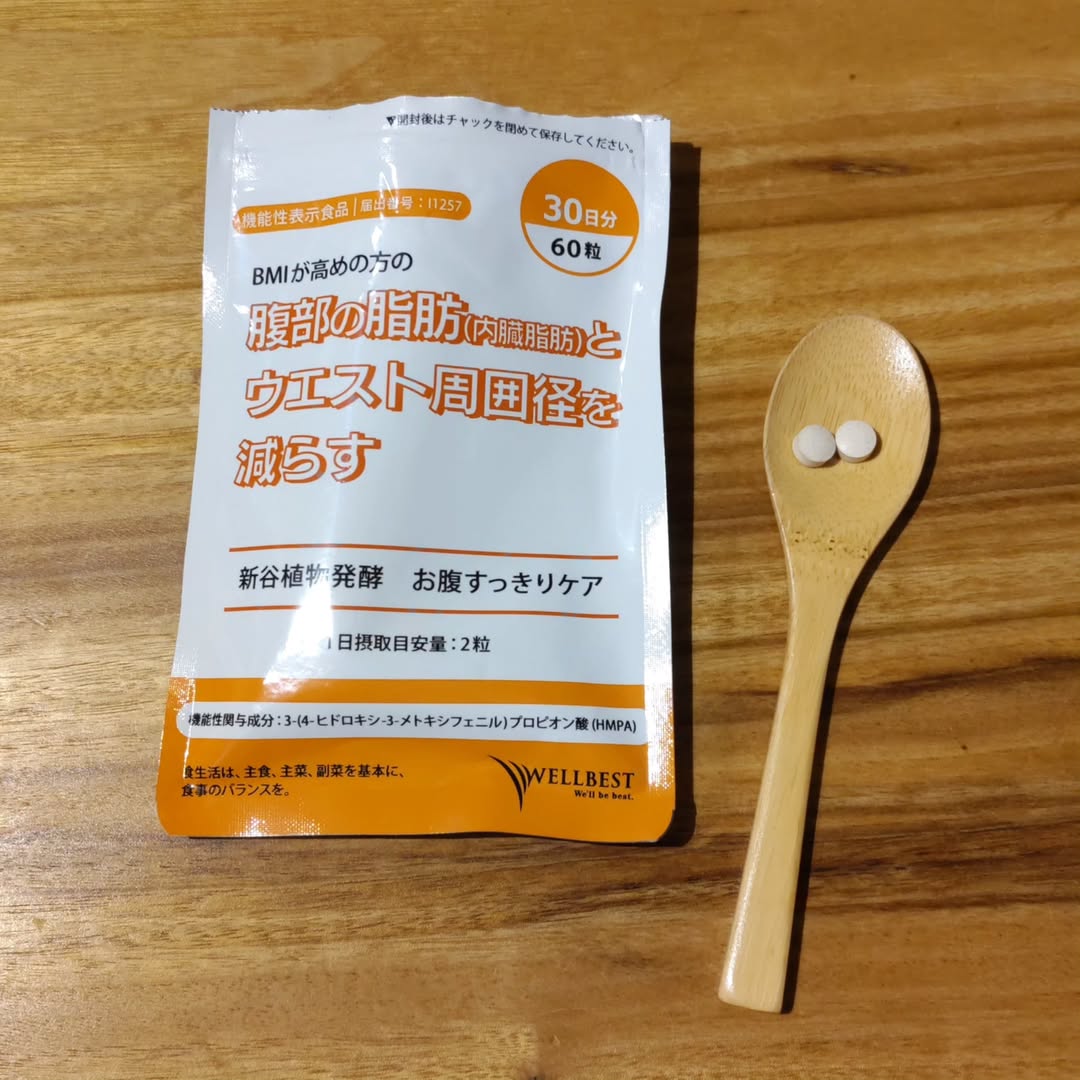 ▼開封後はチャックを閉めて保存してください。
機能性表示食品|届出番号:I1257
30日分
60粒
BMIが高めの方の
腹部の脂肪(内臓脂肪)と
ウエスト周囲径を
減らす
新谷植物発酵 お腹すっきりケア
1日摂取目安量:2粒
機能性関与成分:3-(4-ヒドロキシ-3-メトキシフェニル)プロピオン酸(HMPA)
食生活は、主食、主菜、副菜を基本に、
食事のバランスを。
WELLBEST
We'll be best.